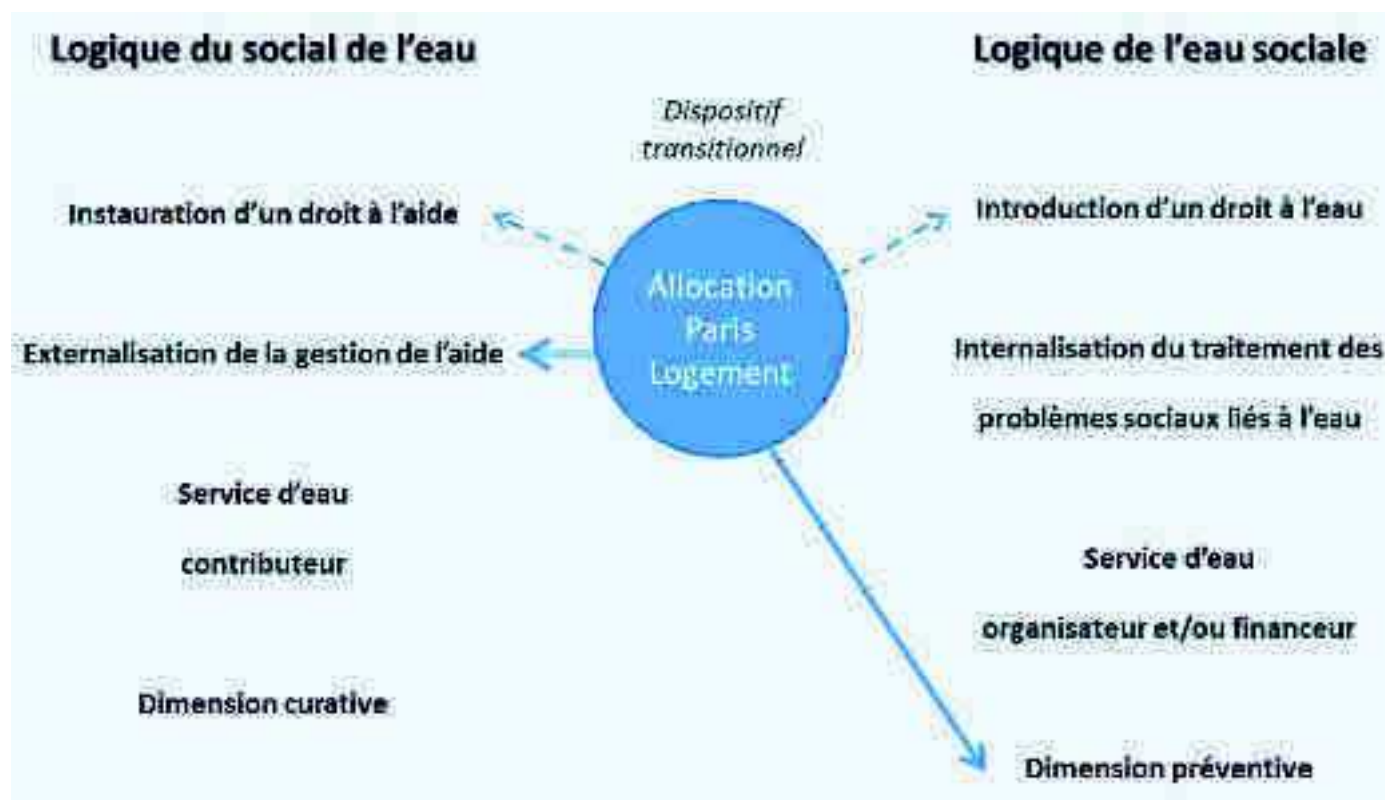 Logique du social de l'eau
Logique de l'eau sociale
Dispositif
transitionnel
Instauration d'un droit à l'aide
Introduction d'un droit à l'eau
Allocation
Paris
Logement
Externalisation de la gestion de l'aide
Internalisation du traitement des
problèmes sociaux liés à l'eau
Service d'eau
contributeur
Service d'eau
organisateur et/ou financeur
Dimension curative
Dimension préventive